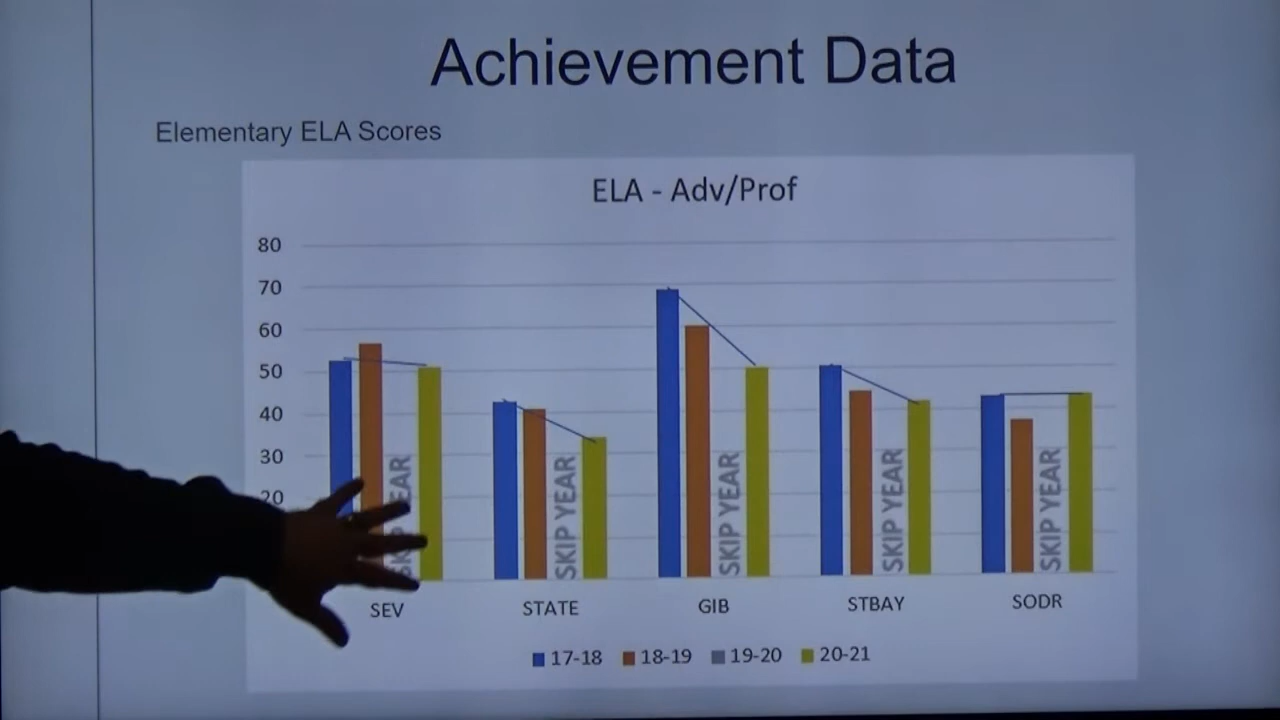 Achievement Data
Elementary ELA Scores
ELA - Adv/Prof
80
70
60
50
40
30
20
YEAR
SKIP YEAR
SKIP YEAR
SKIP YEAR
SKIP YEAR
SEV
STATE
GIB
STBAY
SODR
17-18
18-19
19-20
20-21